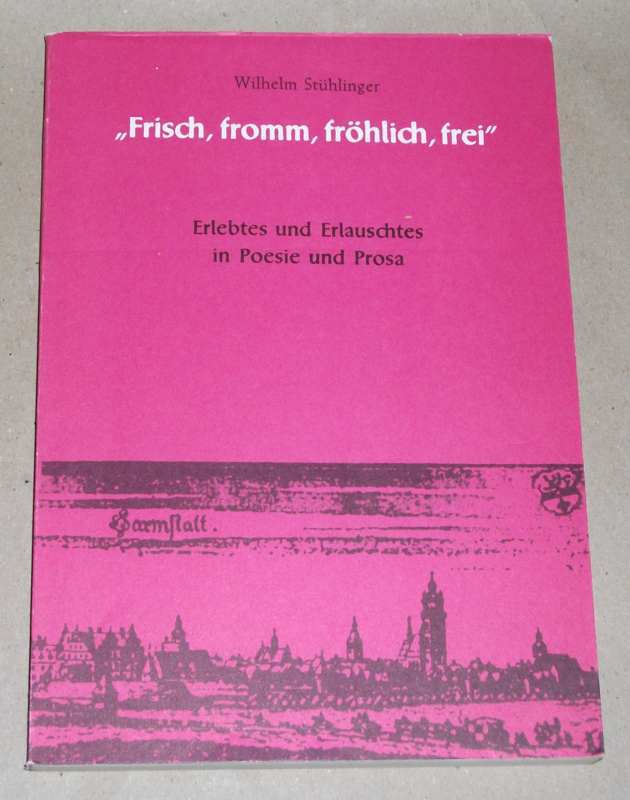 Wilhelm Stühlinger
„Frisch, fromm, fröhlich, frei”
Erlebtes und Erlauschtes
in Poesie und Prosa
Darmstatt.